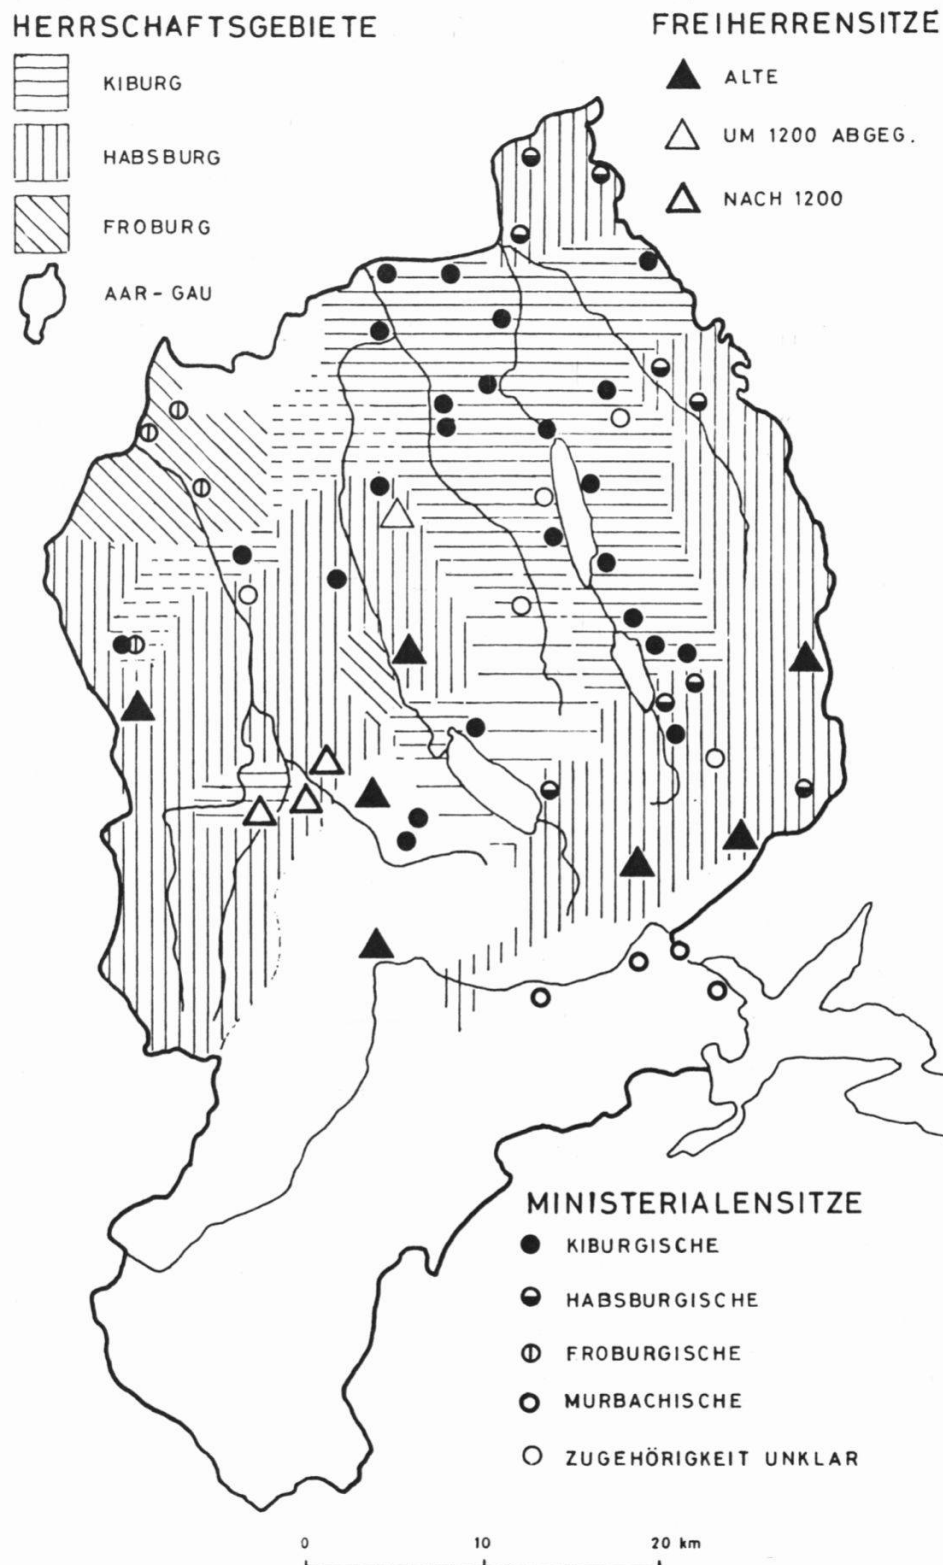 HERRSCHAFTSGEBIETE
KIBURG
HABSBURG
FROBURG
AAR-GAU
FREIHERRENSITZE
ALTE
UM 1200 ABGEG.
NACH 1200
MINISTERIALENSITZE
KIBURGISCHE
HABSBURGISCHE
FROBURGISCHE
MURBACHISCHE
ZUGEHÖRIGKEIT UNKLAR
0 10 20 km